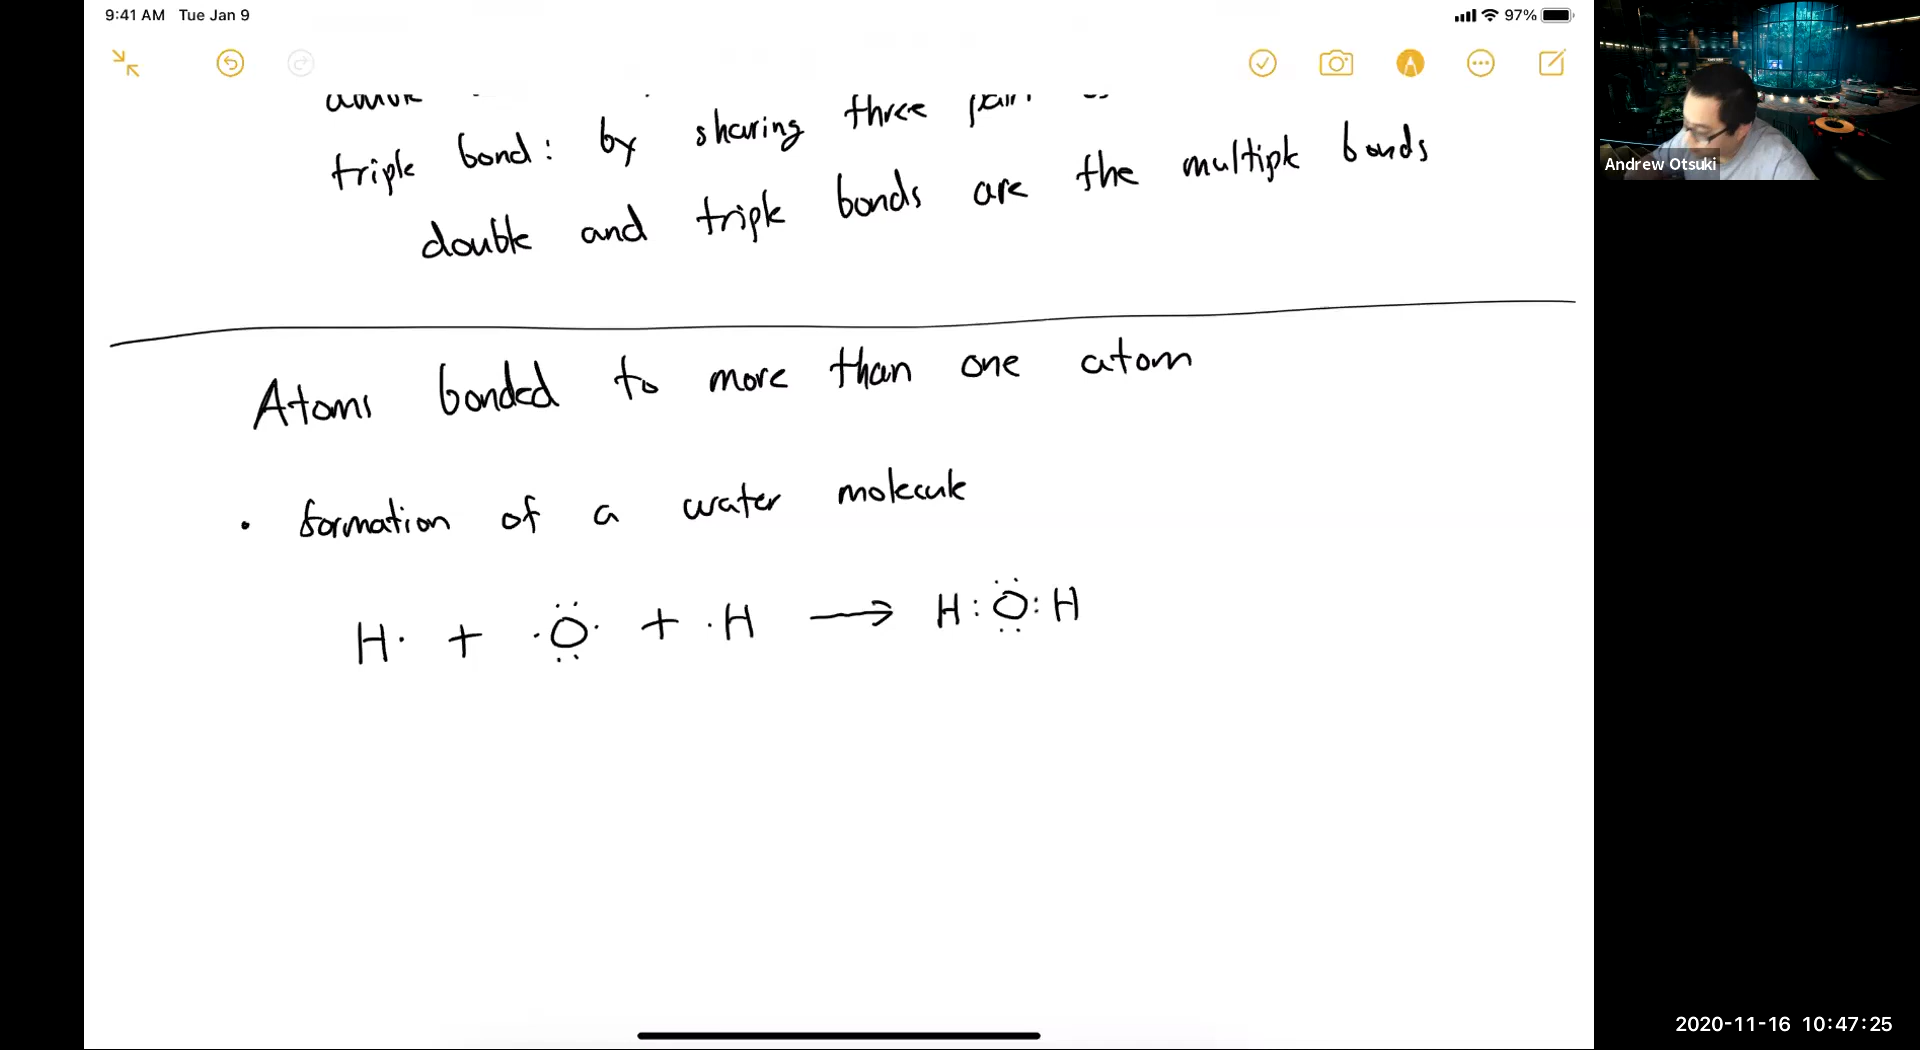 9:41 AM Tue Jan 9
97%
triple bond: by sharing three
double and triple bonds are the multiple bonds
Atoms bonded to more than one atom
• formation of a water molecule
H· + ·Ö̤· + ·H → H:Ö̤:H
Andrew Otsuki
2020-11-16 10:47:25